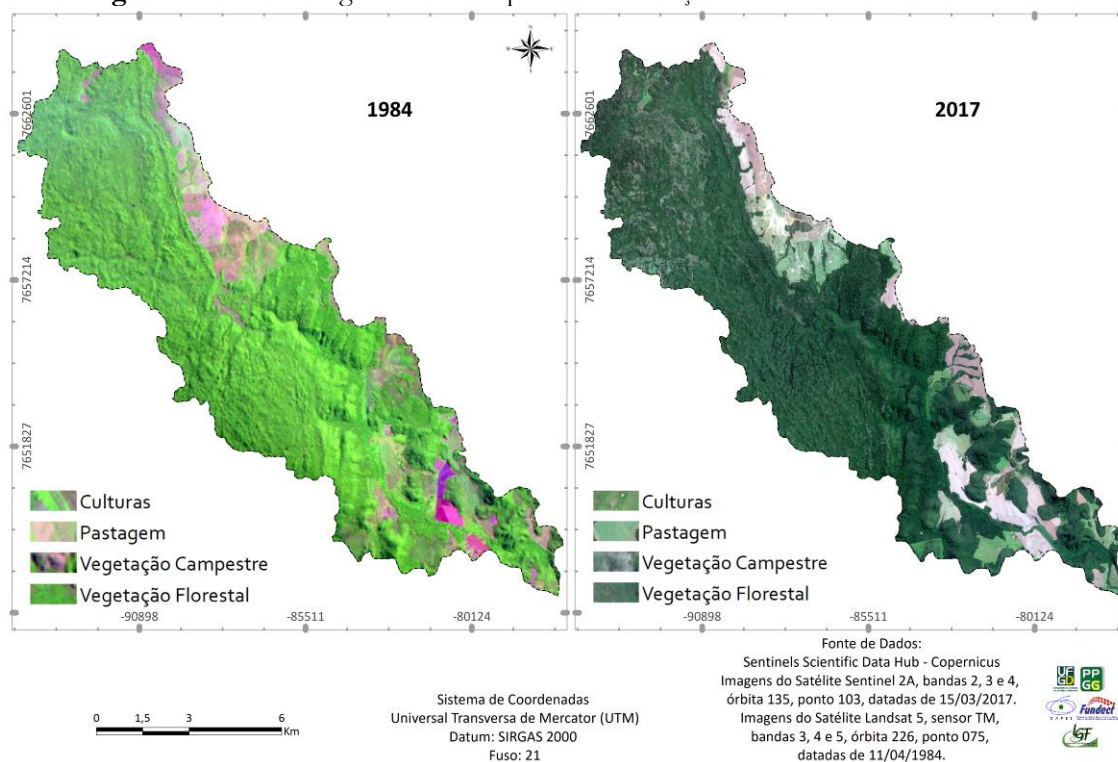 1984
2017
7662601
7657214
7651827
Culturas
Pastagem
Vegetação Campestre
Vegetação Florestal
-90898
-85511
-80124
7662601
7657214
7651827
Culturas
Pastagem
Vegetação Campestre
Vegetação Florestal
-90898
-85511
-80124
0 1,5 3 6
Km
Sistema de Coordenadas
Universal Transversa de Mercator (UTM)
Datum: SIRGAS 2000
Fuso: 21
Fonte de Dados:
Sentinels Scientific Data Hub - Copernicus
Imagens do Satélite Sentinel 2A, bandas 2, 3 e 4,
órbita 135, ponto 103, datadas de 15/03/2017.
Imagens do Satélite Landsat 5, sensor TM,
bandas 3, 4 e 5, órbita 226, ponto 075,
datadas de 11/04/1984.
UFGD
PPGG
CAPES
Fundect